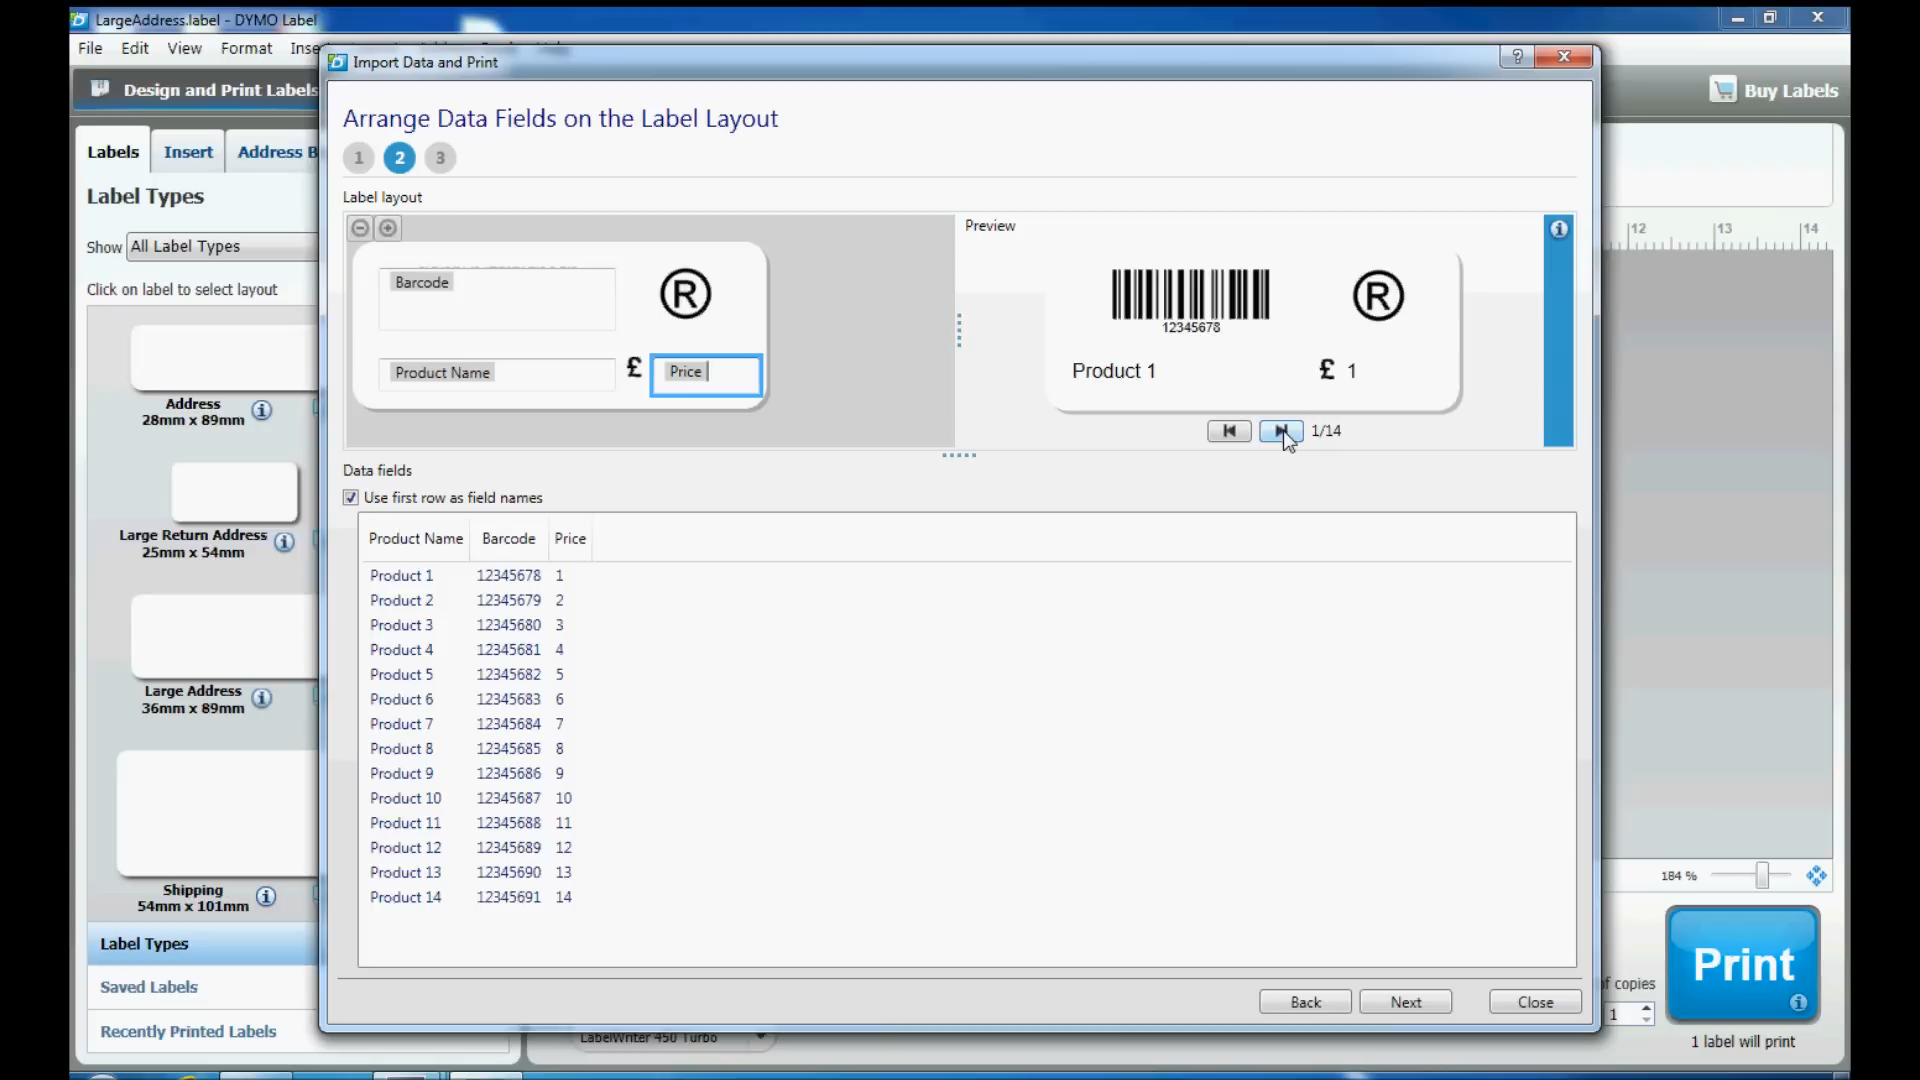 LargeAddress.label - DYMO Label
File Edit View Format
Import Data and Print
Design and Print Labels
Buy Labels
Arrange Data Fields on the Label Layout
1 2 3
Labels Insert Address B
Label Types
Show All Label Types
Click on label to select layout
Address
28mm x 89mm
Large Return Address
25mm x 54mm
Large Address
36mm x 89mm
Shipping
54mm x 101mm
Label Types
Saved Labels
Recently Printed Labels
Label layout
Barcode
®
Product Name £ Price
Preview
12345678
®
Product 1 £ 1
1/14
Data fields
Use first row as field names
Product Name Barcode Price
Product 1 12345678 1
Product 2 12345679 2
Product 3 12345680 3
Product 4 12345681 4
Product 5 12345682 5
Product 6 12345683 6
Product 7 12345684 7
Product 8 12345685 8
Product 9 12345686 9
Product 10 12345687 10
Product 11 12345688 11
Product 12 12345689 12
Product 13 12345690 13
Product 14 12345691 14
Back Next Close
12 13 14
184 %
Print
of copies
1
1 label will print
LabelWriter 450 Turbo